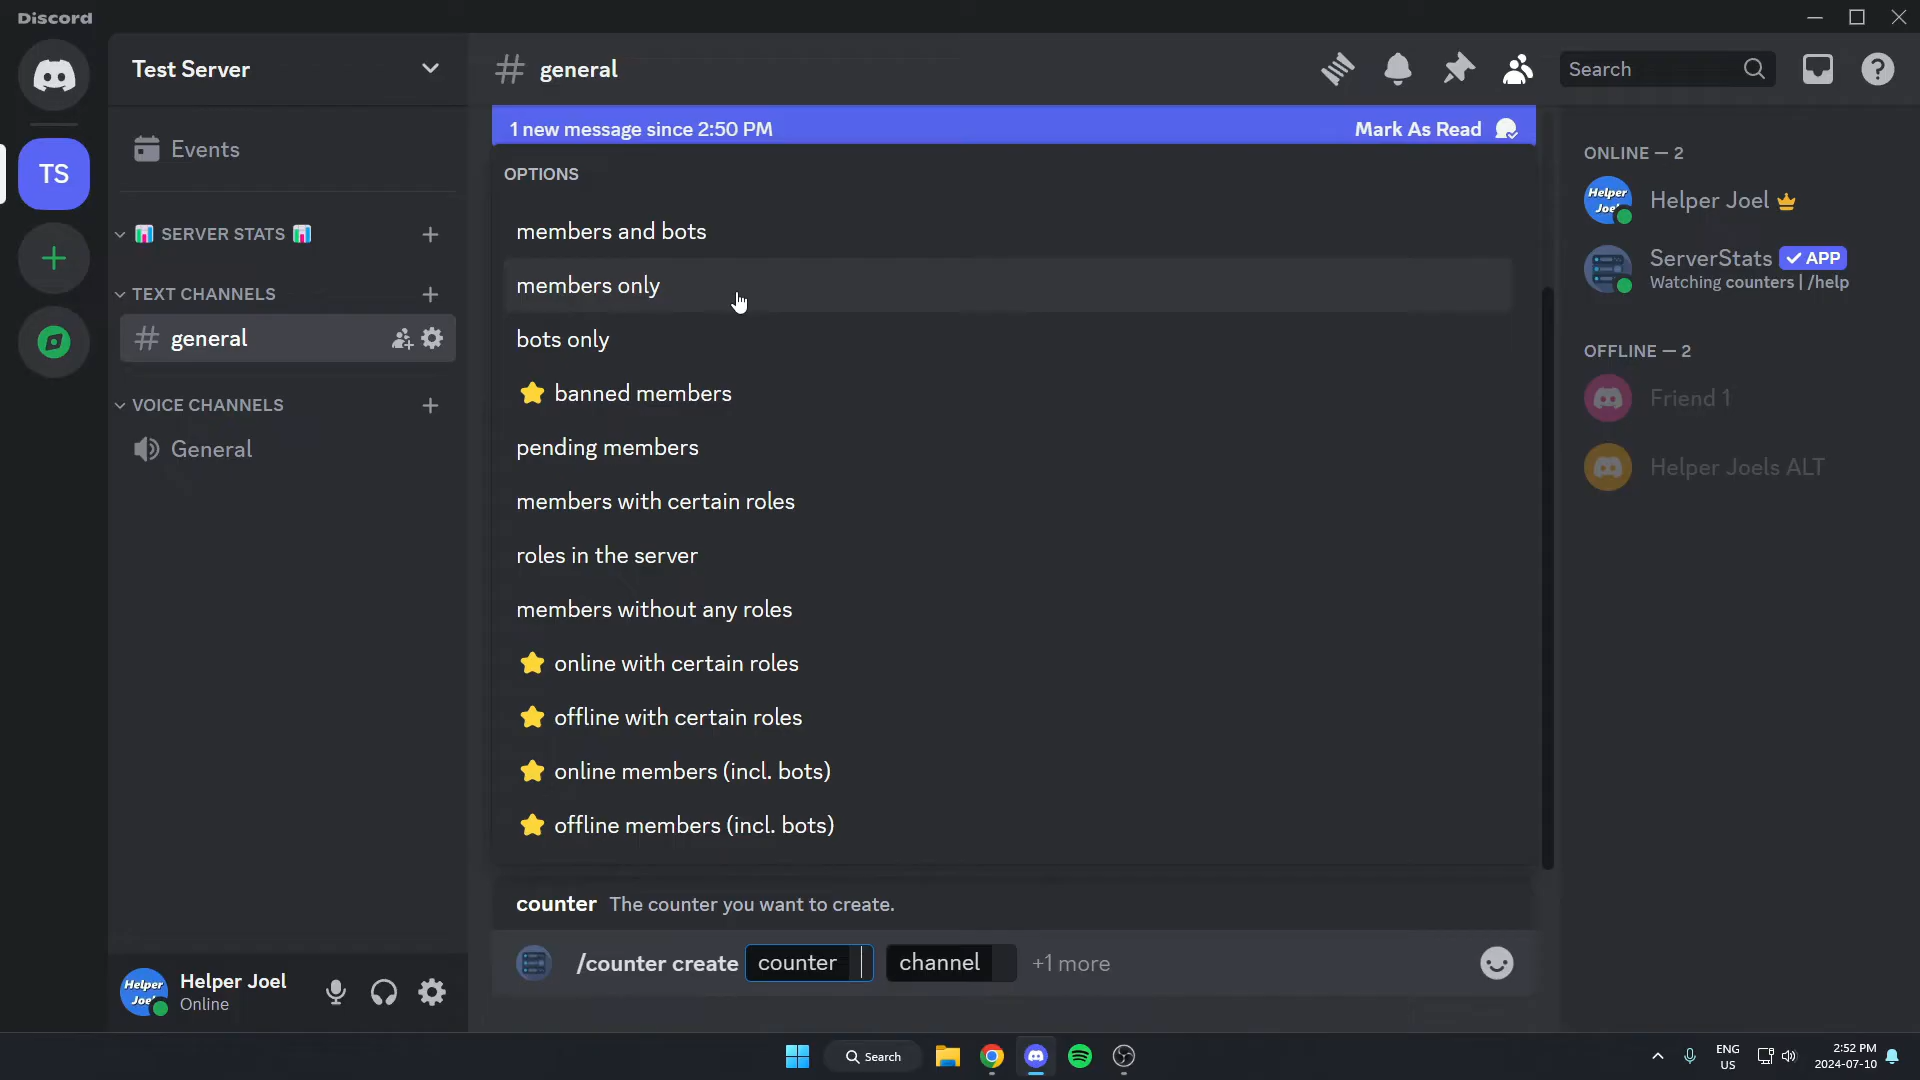 Discord
Test Server
# general
Search
TS
Events
SERVER STATS
TEXT CHANNELS
# general
VOICE CHANNELS
General
1 new message since 2:50 PM
Mark As Read
OPTIONS
members and bots
members only
bots only
banned members
pending members
members with certain roles
roles in the server
members without any roles
online with certain roles
offline with certain roles
online members (incl. bots)
offline members (incl. bots)
counter The counter you want to create.
/counter create counter channel +1 more
ONLINE — 2
Helper Joel
Helper Joel
ServerStats APP
Watching counters | /help
OFFLINE — 2
Friend 1
Helper Joels ALT
Helper Joel
Helper Joel
Online
Search
ENG
US
2:52 PM
2024-07-10